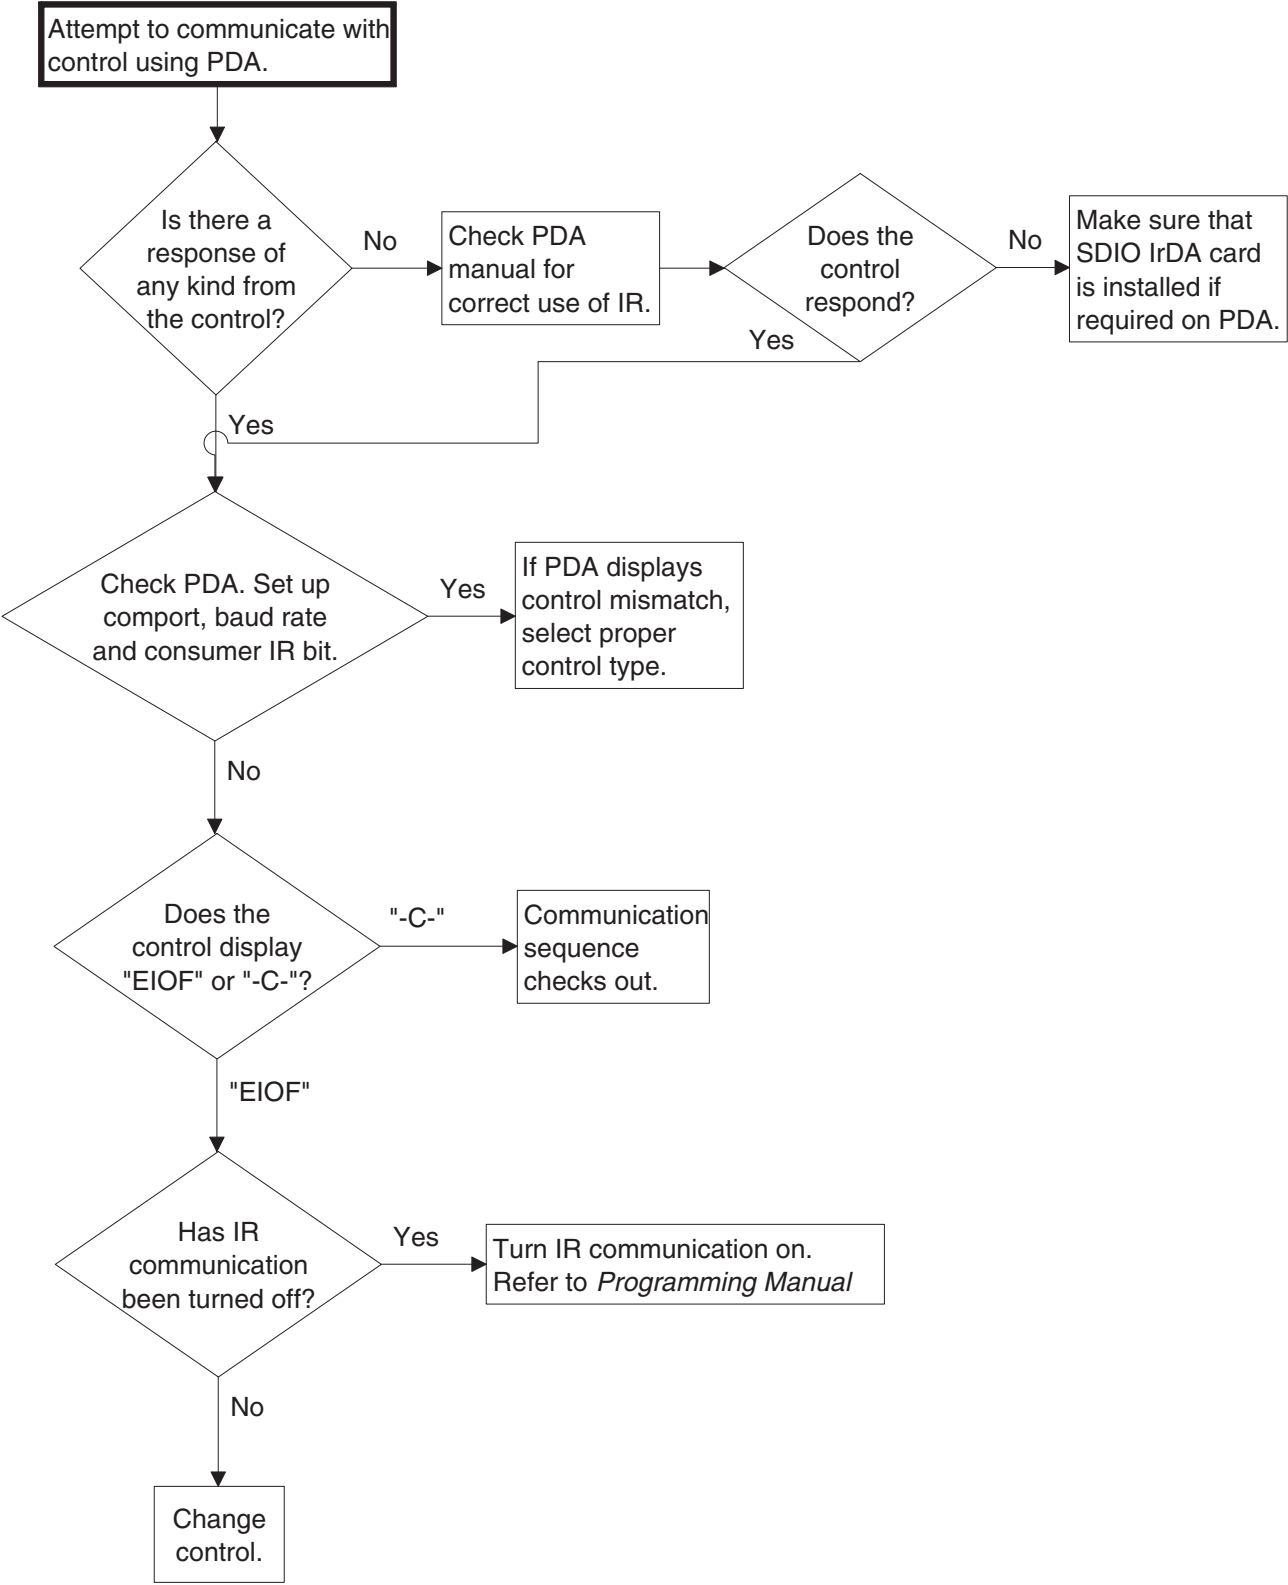 Attempt to communicate with
control using PDA.
Is there a
response of
any kind from
the control?
No
Check PDA
manual for
correct use of IR.
Does the
control
respond?
No
Make sure that
SDIO IrDA card
is installed if
required on PDA.
Yes
Yes
Check PDA. Set up
comport, baud rate
and consumer IR bit.
Yes
If PDA displays
control mismatch,
select proper
control type.
No
Does the
control display
"EIOF" or "-C-"?
"-C-"
Communication
sequence
checks out.
"EIOF"
Has IR
communication
been turned off?
Yes
Turn IR communication on.
Refer to Programming Manual
No
Change
control.